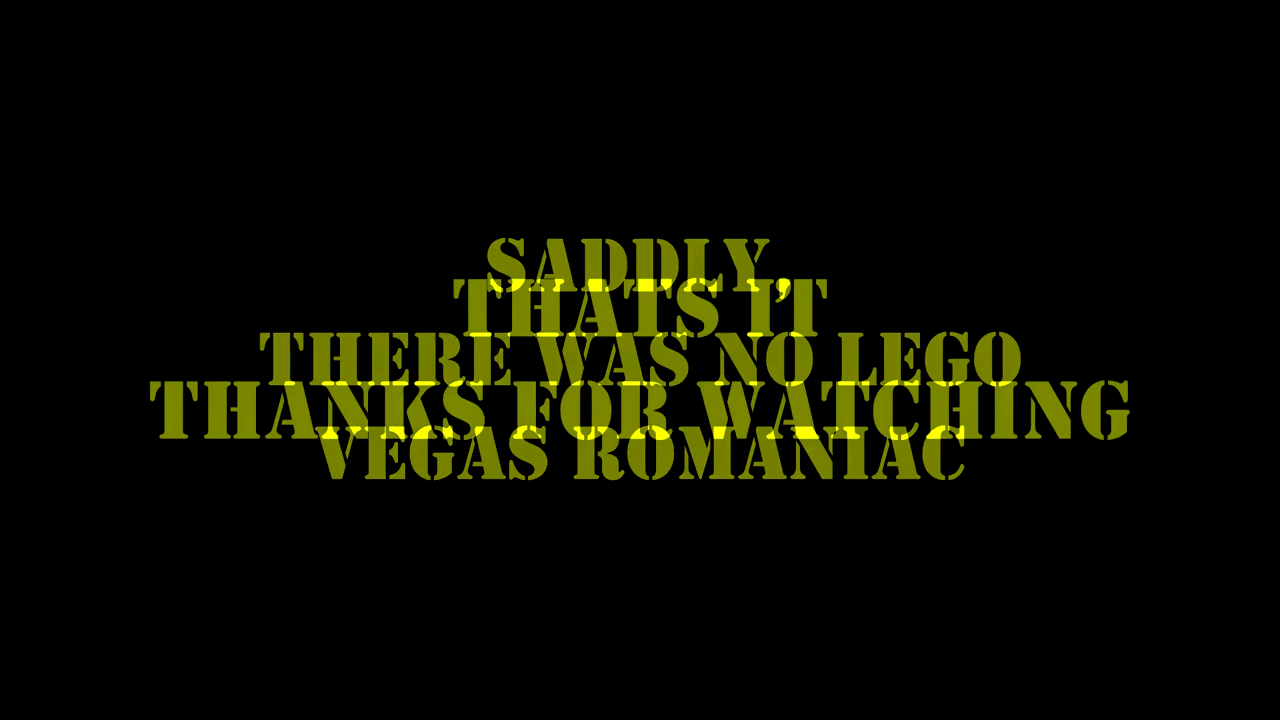 SADDLY,
THATS IT
THERE WAS NO LEGO
THANKS FOR WATCHING
VEGAS ROMANIAC